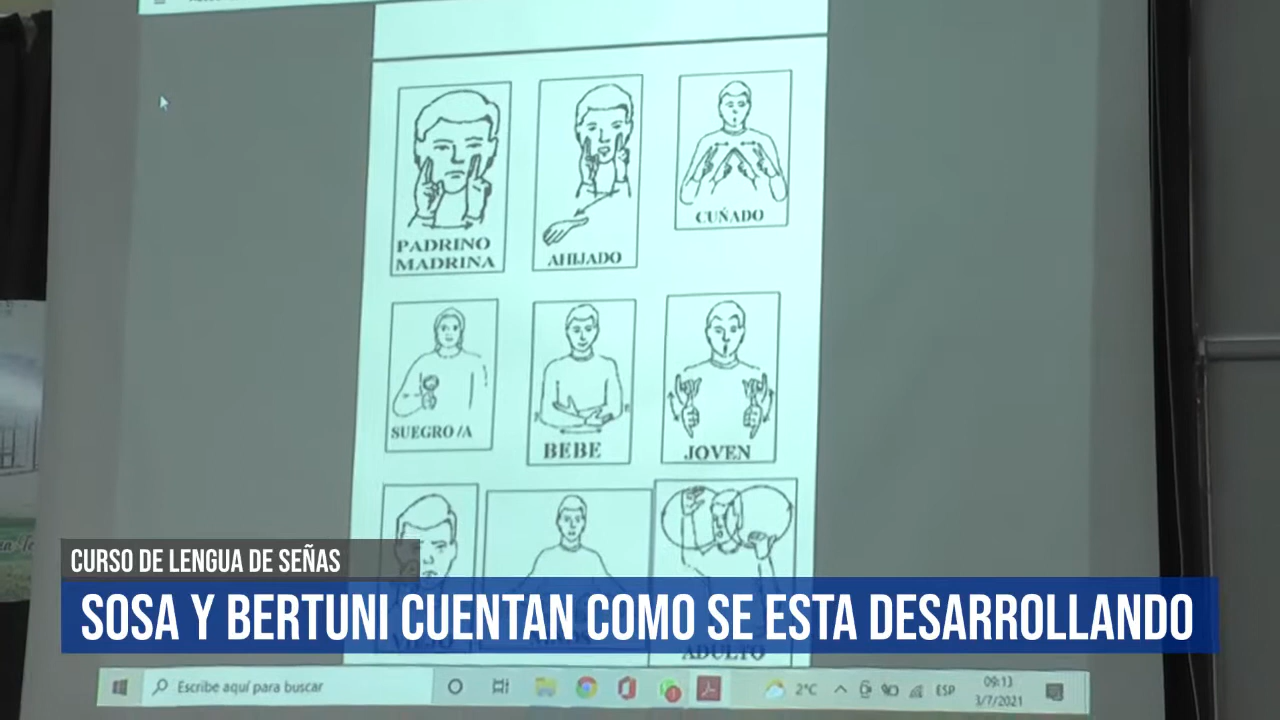 PADRINO
MADRINA
AHIJADO
CUÑADO
SUEGRO/A
BEBE
JOVEN
VIEJO
ADULTO
CURSO DE LENGUA DE SEÑAS
SOSA Y BERTUNI CUENTAN COMO SE ESTA DESARROLLANDO
Escribe aquí para buscar
2°C
ESP
09:13
3/7/2021